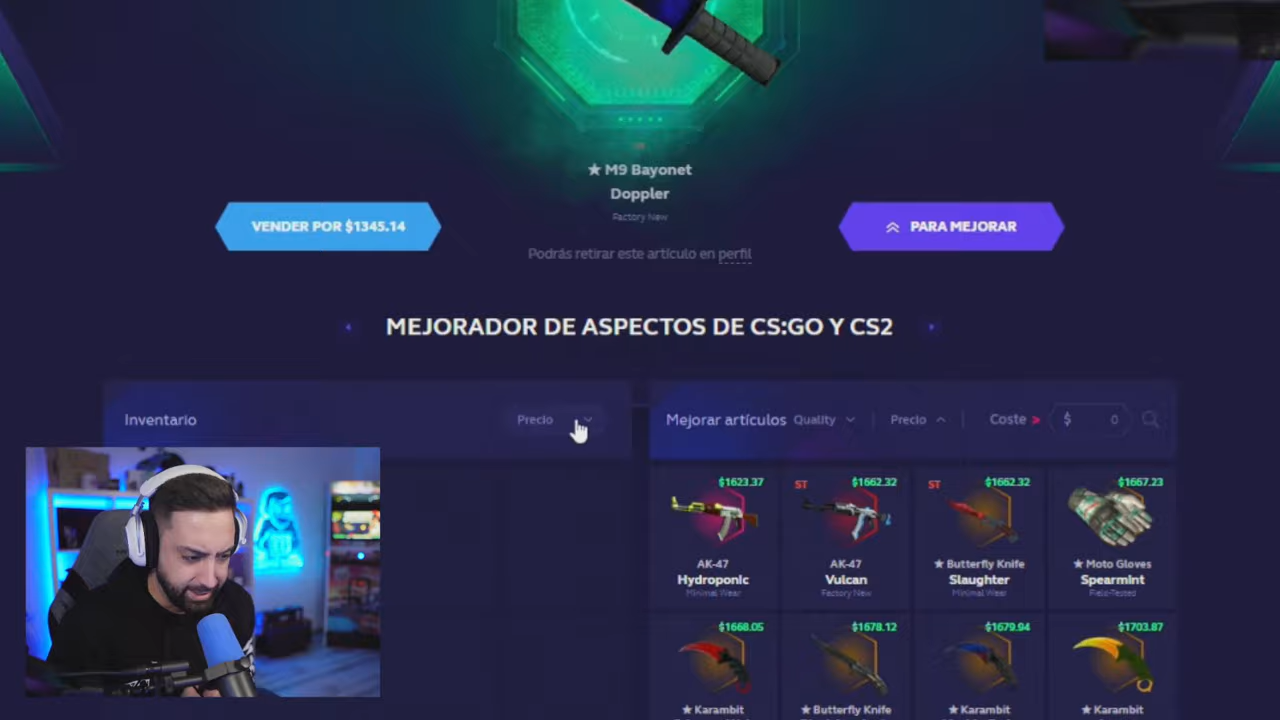 ★ M9 Bayonet
Doppler
Factory New
VENDER POR $1345.14
PARA MEJORAR
Podrás retirar este artículo en perfil
MEJORADOR DE ASPECTOS DE CS:GO Y CS2
Inventario
Precio
Mejorar artículos
Quality
Precio
Coste >
$ 0
$1623.37
AK-47
Hydroponic
Minimal Wear
ST
$1662.32
AK-47
Vulcan
Factory New
ST
$1662.32
★ Butterfly Knife
Slaughter
Minimal Wear
$1667.23
★ Moto Gloves
Spearmint
Field-Tested
$1668.05
★ Karambit
$1678.12
★ Butterfly Knife
$1679.94
★ Karambit
$1703.87
★ Karambit